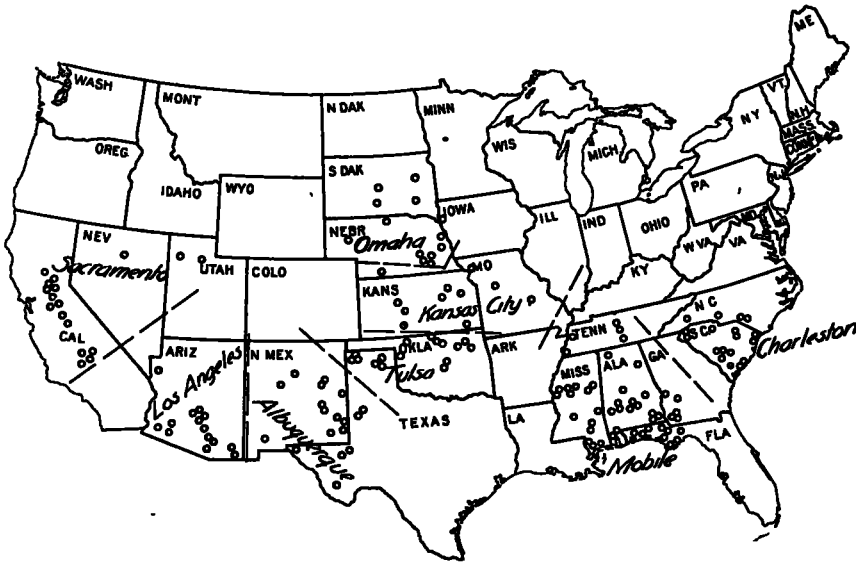 WASH
MONT
N DAK
MINN
ME
OREG
IDAHO
WYO
S DAK
WIS
MICH
NY
VT
N.H.
MASS
CONN
N.J.
PA
IOWA
NEBR
Omaha
ILL
IND
OHIO
MD
W VA
VA
KY
NEV
Sacramento
UTAH
COLO
KANS
Kansas City
MO
CAL
ARIZ
Los Angeles
N MEX
Albuquerque
OKLA
Tulsa
ARK
TENN
N C
S C
Charleston
TEXAS
LA
MISS
ALA
GA
FLA
Mobile